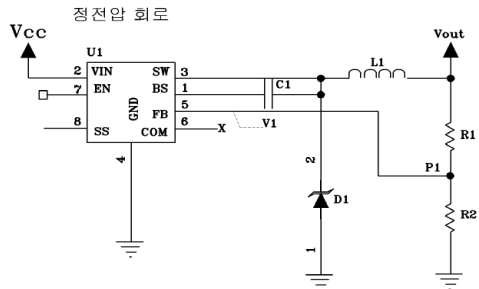 정전압 회로
Vcc
Vout
U1
L1
2 VIN SW 3
C1
7 EN BS 1
GND
FB 5
8 SS COM 6 X
V1
R1
P1
4
2
D1
R2
1